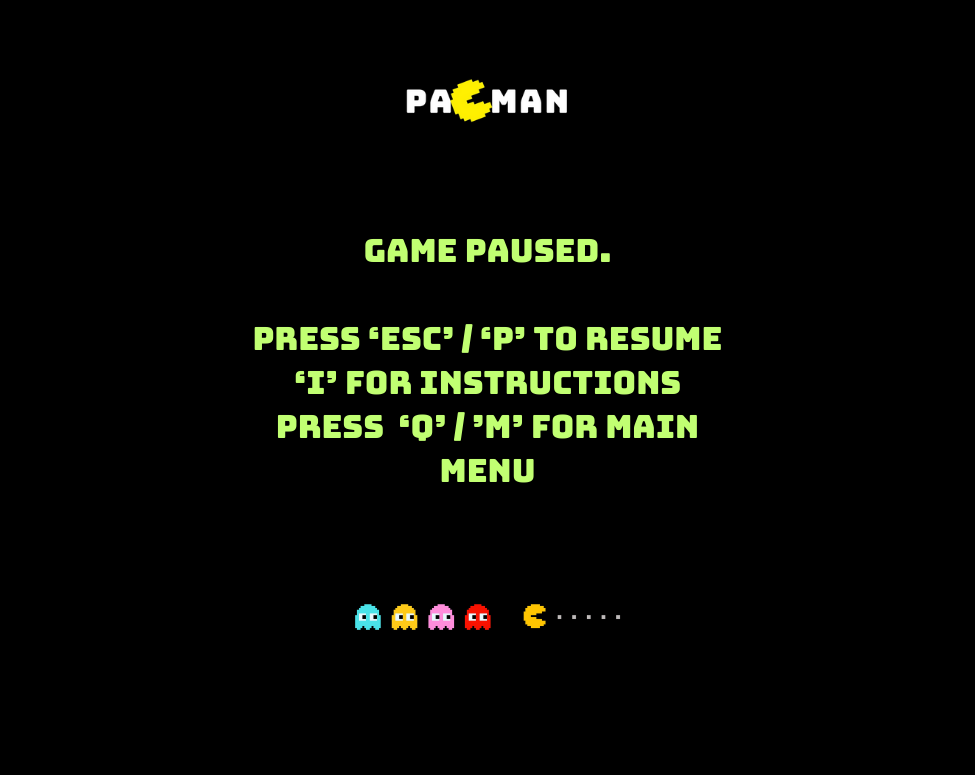 PACMAN
GAME PAUSED.
PRESS ‘ESC’ / ‘P’ TO RESUME
‘I’ FOR INSTRUCTIONS
PRESS  ‘Q’ / ’M’ FOR MAIN
MENU